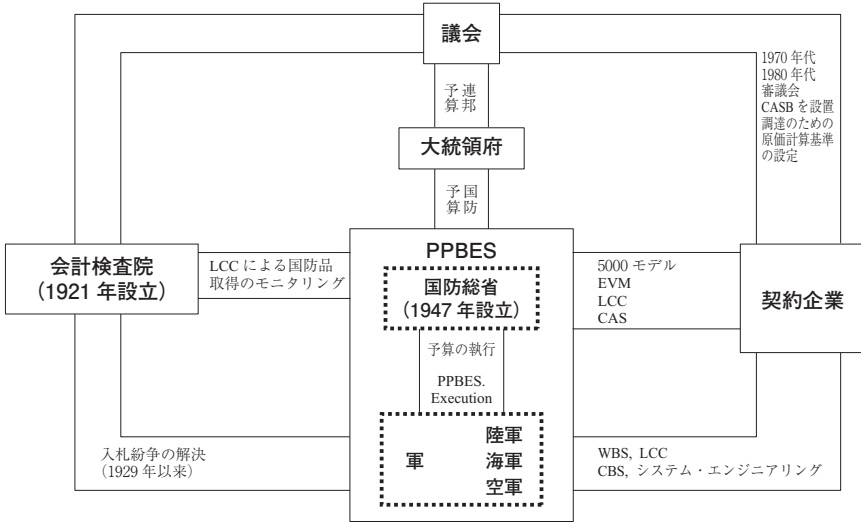 議会
連邦
予算
1970 年代
1980 年代
審議会
CASB を設置
調達のための
原価計算基準
の設定
大統領府
国防
予算
PPBES
会計検査院
(1921 年設立)
LCC による国防品
取得のモニタリング
国防総省
(1947 年設立)
5000 モデル
EVM
LCC
CAS
契約企業
予算の執行
PPBES.
Execution
軍
陸軍
海軍
空軍
入札紛争の解決
(1929 年以来)
WBS, LCC
CBS, システム・エンジニアリング